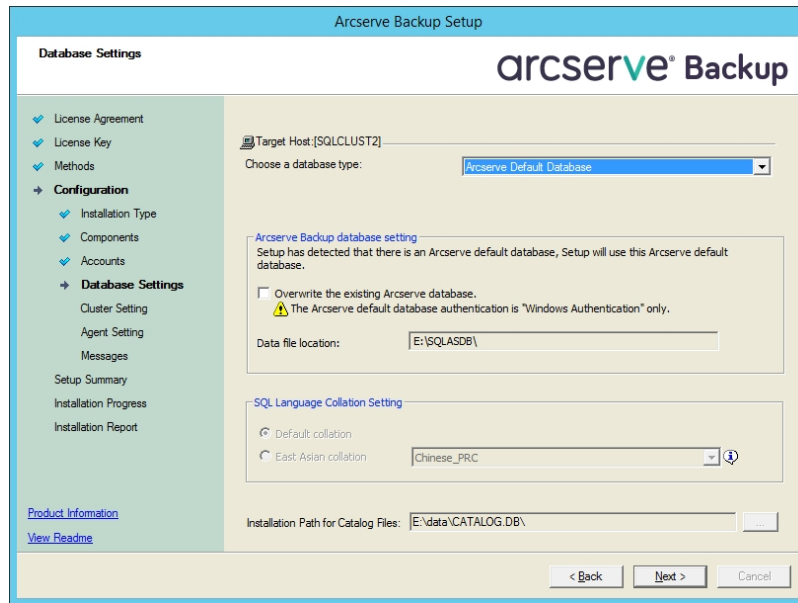 Arcserve Backup Setup
Database Settings
arcserve® Backup
License Agreement
License Key
Methods
Configuration
Installation Type
Components
Accounts
Database Settings
Cluster Setting
Agent Setting
Messages
Setup Summary
Installation Progress
Installation Report
Product Information
View Readme
Target Host:[SQLCLUST2]
Choose a database type: Arcserve Default Database
Arcserve Backup database setting
Setup has detected that there is an Arcserve default database, Setup will use this Arcserve default
database.
Overwrite the existing Arcserve database.
The Arcserve default database authentication is "Windows Authentication" only.
Data file location: E:\SQLASDB\
SQL Language Collation Setting
Default collation
East Asian collation Chinese_PRC
Installation Path for Catalog Files: E:\data\CATALOG.DB\ ...
< Back Next > Cancel